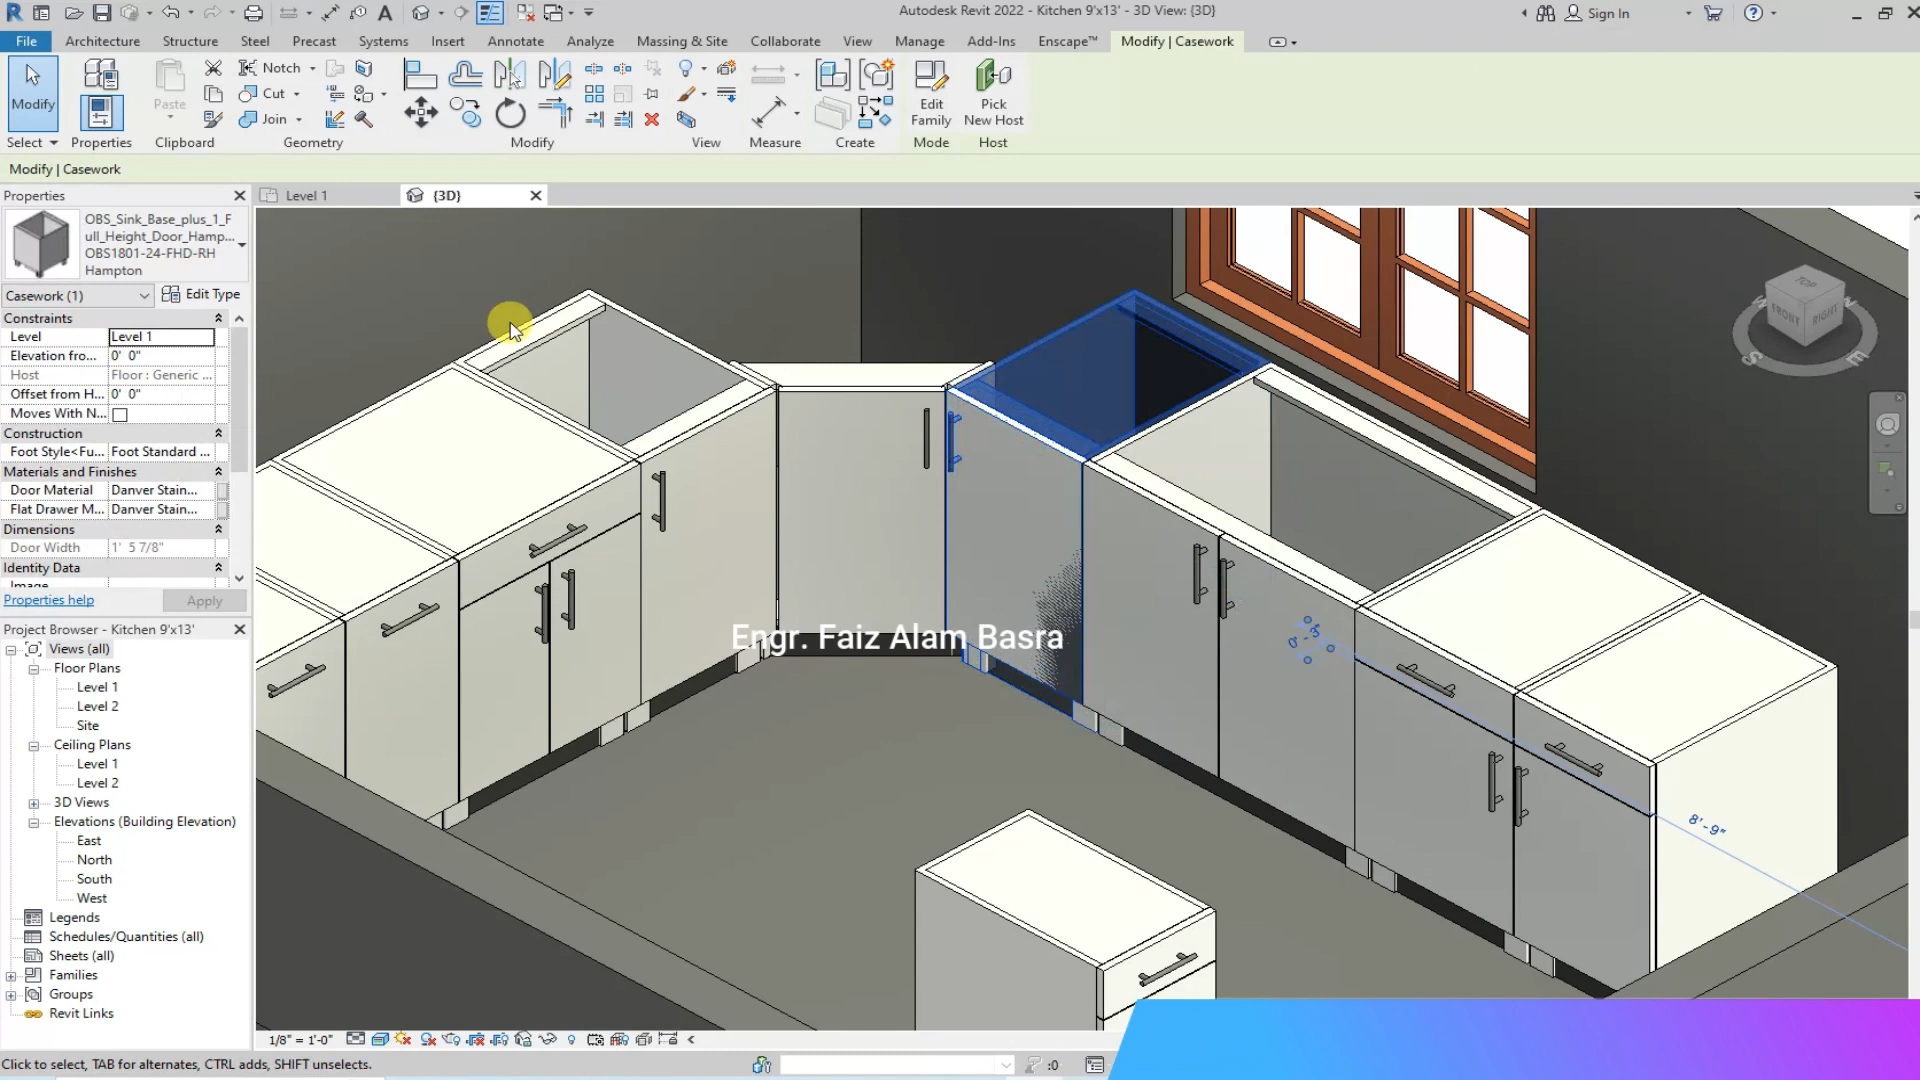 Autodesk Revit 2022 - Kitchen 9'x13' - 3D View: {3D}
Sign In
File Architecture Structure Steel Precast Systems Insert Annotate Analyze Massing & Site Collaborate View Manage Add-Ins Enscape™ Modify | Casework
Modify
Paste
Notch
Cut
Join
Edit
Family
Pick
New Host
Select Properties Clipboard Geometry Modify View Measure Create Mode Host
Modify | Casework
Properties
Level 1
{3D}
OBS_Sink_Base_plus_1_F
ull_Height_Door_Hamp...
OBS1801-24-FHD-RH
Hampton
Casework (1)
Edit Type
Constraints
Level Level 1
Elevation fro... 0' 0"
Host Floor : Generic ...
Offset from H... 0' 0"
Moves With N...
Construction
Foot Style<Fu... Foot Standard ...
Materials and Finishes
Door Material Danver Stain...
Flat Drawer M... Danver Stain...
Dimensions
Door Width 1' 5 7/8"
Identity Data
Image
Properties help
Apply
Project Browser - Kitchen 9'x13'
Views (all)
Floor Plans
Level 1
Level 2
Site
Ceiling Plans
Level 1
Level 2
3D Views
Elevations (Building Elevation)
East
North
South
West
Legends
Schedules/Quantities (all)
Sheets (all)
Families
Groups
Revit Links
TOP
FRONT
RIGHT
S
E
Engr. Faiz Alam Basra
8'-9"
1/8" = 1'-0"
Click to select, TAB for alternates, CTRL adds, SHIFT unselects.
:0